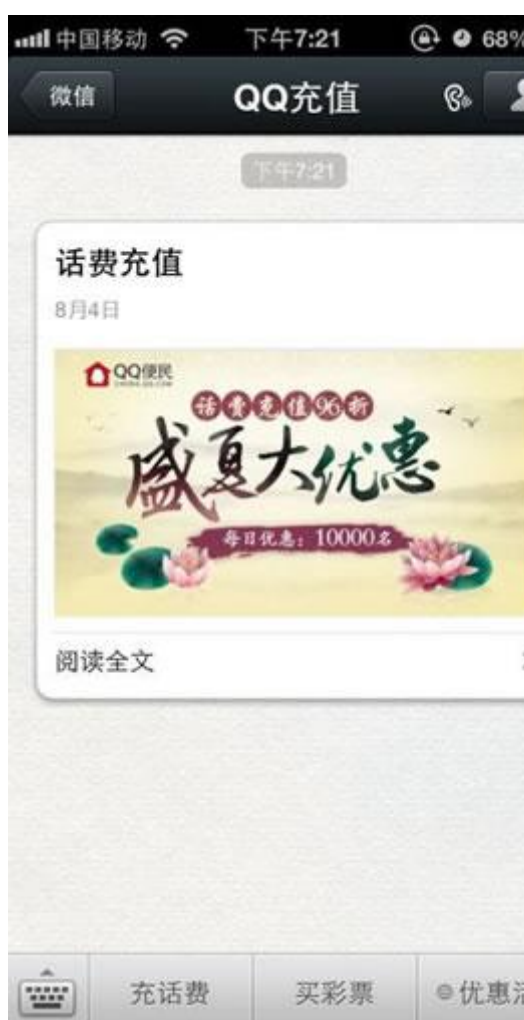 中国移动 下午7:21 68%
微信 QQ充值
下午7:21
话费充值
8月4日
QQ便民
话费充值96折
盛夏大优惠
每日优惠：10000名
阅读全文
充话费 买彩票 优惠活